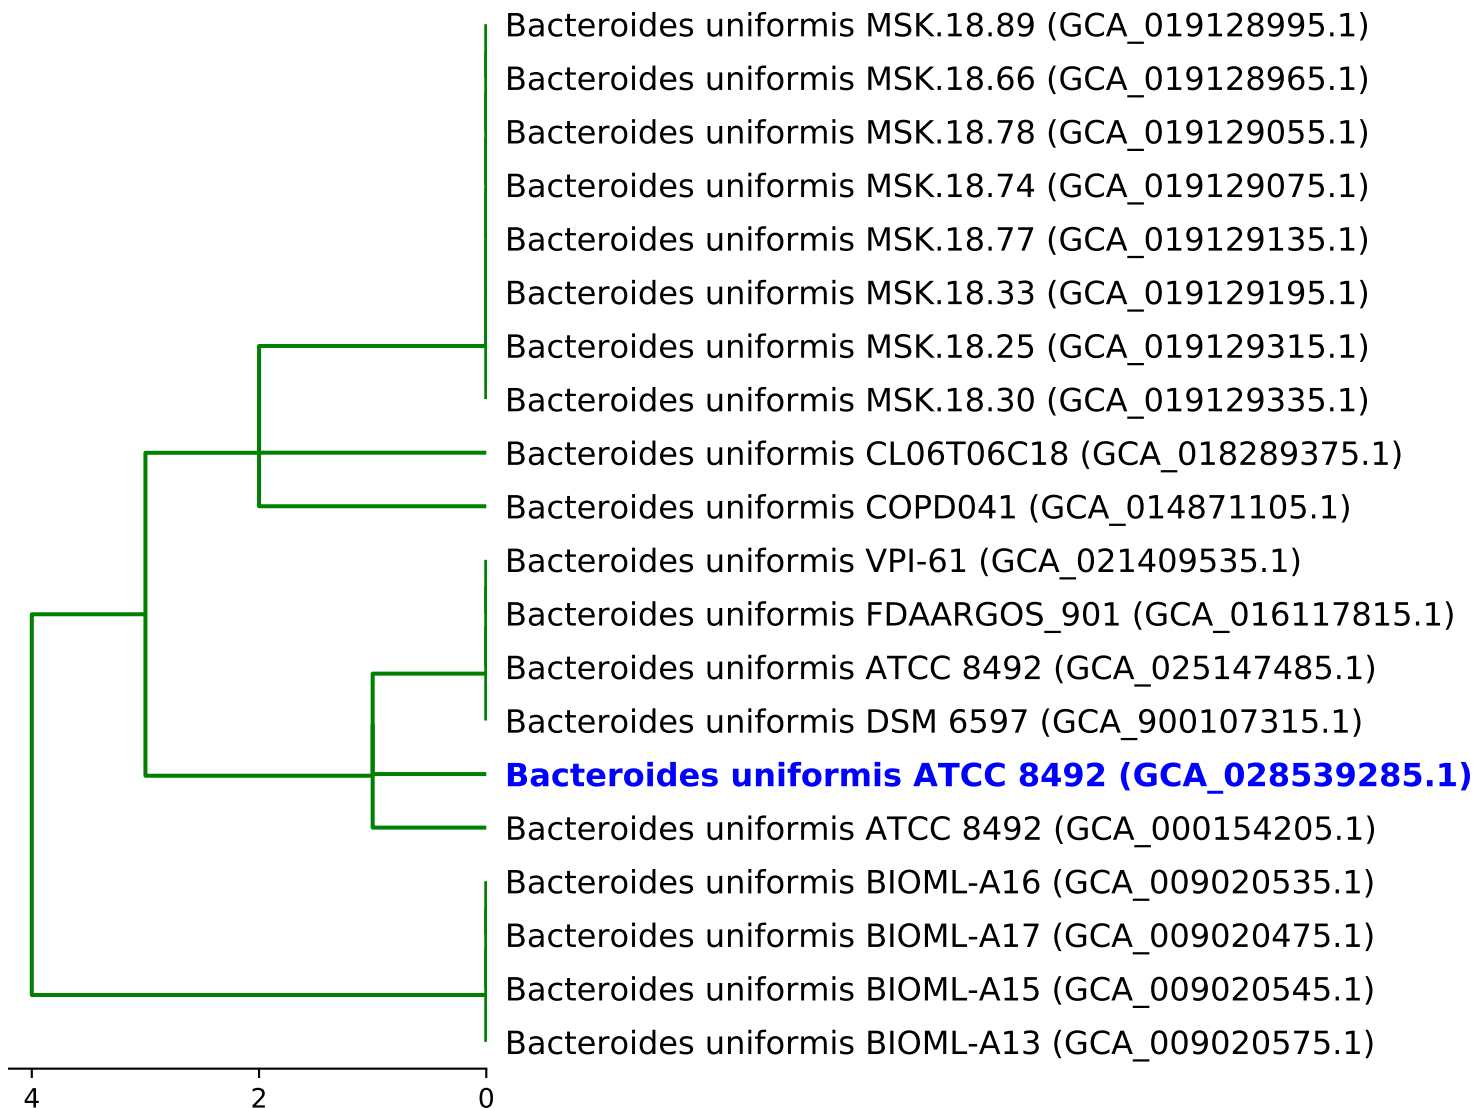 Bacteroides uniformis MSK.18.89 (GCA_019128995.1)
Bacteroides uniformis MSK.18.66 (GCA_019128965.1)
Bacteroides uniformis MSK.18.78 (GCA_019129055.1)
Bacteroides uniformis MSK.18.74 (GCA_019129075.1)
Bacteroides uniformis MSK.18.77 (GCA_019129135.1)
Bacteroides uniformis MSK.18.33 (GCA_019129195.1)
Bacteroides uniformis MSK.18.25 (GCA_019129315.1)
Bacteroides uniformis MSK.18.30 (GCA_019129335.1)
Bacteroides uniformis CL06T06C18 (GCA_018289375.1)
Bacteroides uniformis COPD041 (GCA_014871105.1)
Bacteroides uniformis VPI-61 (GCA_021409535.1)
Bacteroides uniformis FDAARGOS_901 (GCA_016117815.1)
Bacteroides uniformis ATCC 8492 (GCA_025147485.1)
Bacteroides uniformis DSM 6597 (GCA_900107315.1)
Bacteroides uniformis ATCC 8492 (GCA_028539285.1)
Bacteroides uniformis ATCC 8492 (GCA_000154205.1)
Bacteroides uniformis BIOML-A16 (GCA_009020535.1)
Bacteroides uniformis BIOML-A17 (GCA_009020475.1)
Bacteroides uniformis BIOML-A15 (GCA_009020545.1)
Bacteroides uniformis BIOML-A13 (GCA_009020575.1)
4 2 0